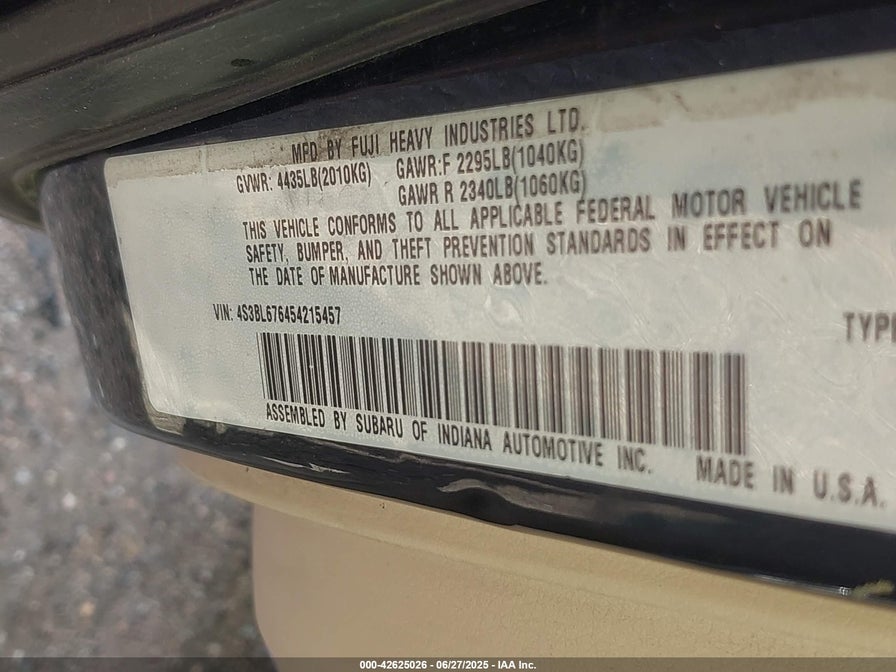 MFD BY FUJI HEAVY INDUSTRIES LTD.
GVWR: 4435LB(2010KG) GAWR:F 2295LB(1040KG)
GAWR R 2340LB(1060KG)
THIS VEHICLE CONFORMS TO ALL APPLICABLE FEDERAL MOTOR VEHICLE
SAFETY, BUMPER, AND THEFT PREVENTION STANDARDS IN EFFECT ON
THE DATE OF MANUFACTURE SHOWN ABOVE.
VIN: 4S3BL676454215457
TYPE
ASSEMBLED BY SUBARU OF INDIANA AUTOMOTIVE INC. MADE IN U.S.A.
000-42625026 - 06/27/2025 - IAA Inc.